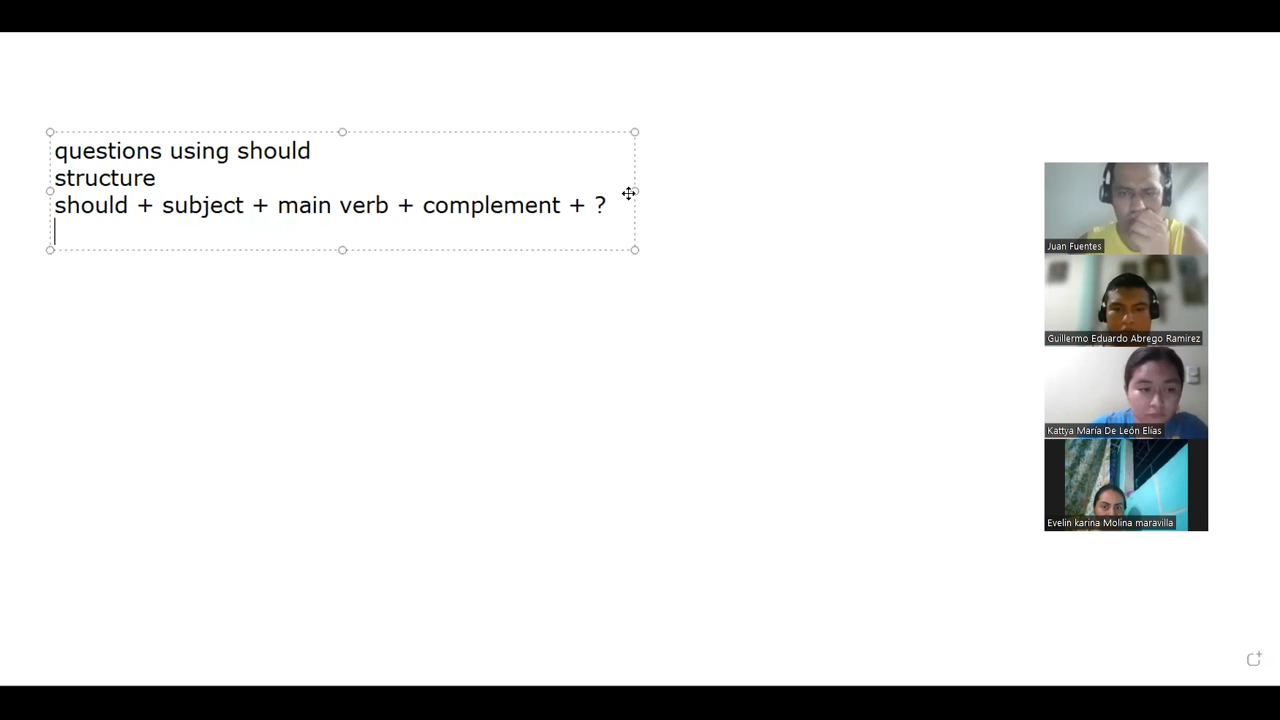 questions using should
structure
should + subject + main verb + complement + ?
Juan Fuentes
Guillermo Eduardo Abrego Ramirez
Kattya María De León Elías
Evelin karina Molina maravilla